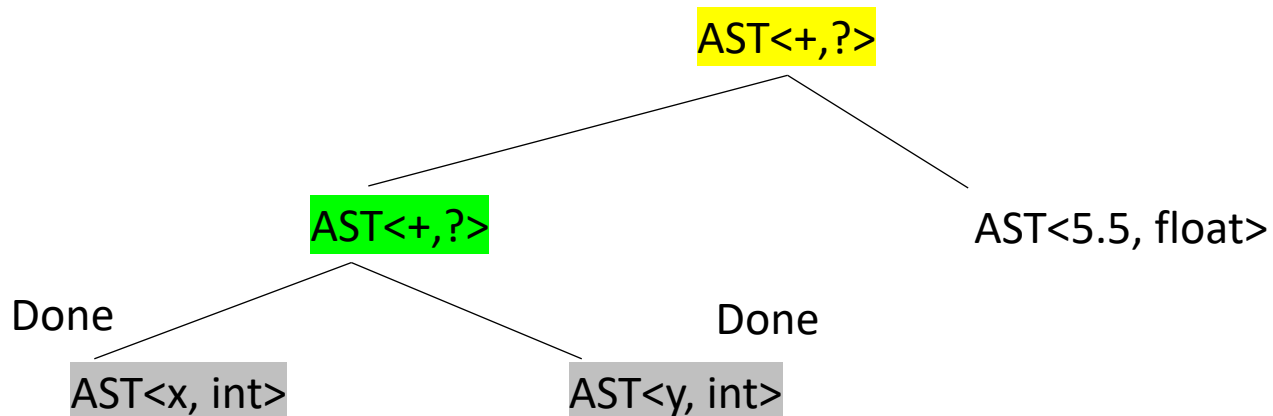 AST<+,?>
AST<+,?>
AST<5.5, float>
Done
Done
AST<x, int>
AST<y, int>